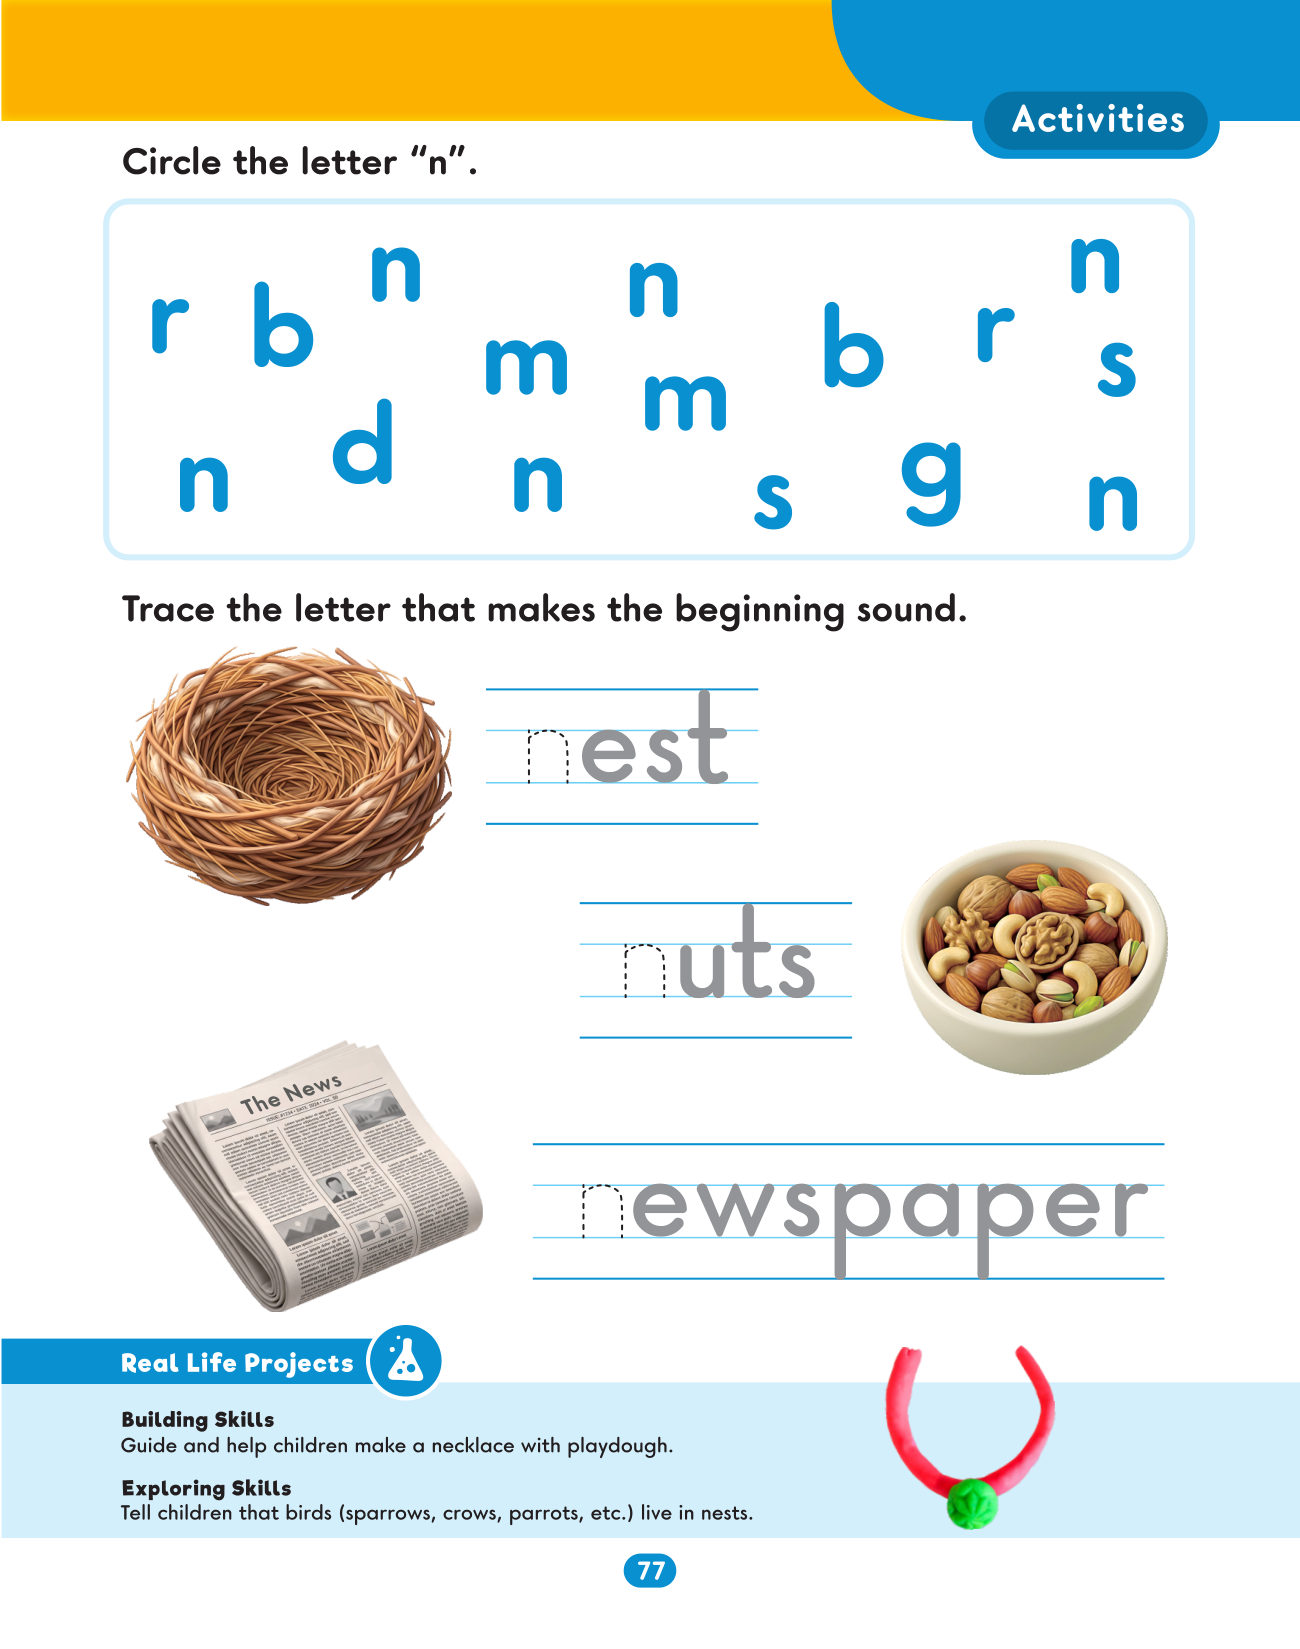 Activities
Circle the letter “n”.
n n n
r b b r
m s
m
d
n n g
s n
Trace the letter that makes the beginning sound.
nest
nuts
The News
newspaper
Real Life Projects
Building Skills
Guide and help children make a necklace with playdough.
Exploring Skills
Tell children that birds (sparrows, crows, parrots, etc.) live in nests.
77